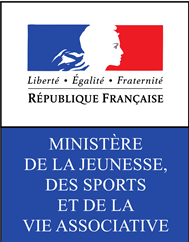 Liberté • Égalité • Fraternité
RÉPUBLIQUE FRANÇAISE
MINISTÈRE
DE LA JEUNESSE,
DES SPORTS
ET DE LA
VIE ASSOCIATIVE